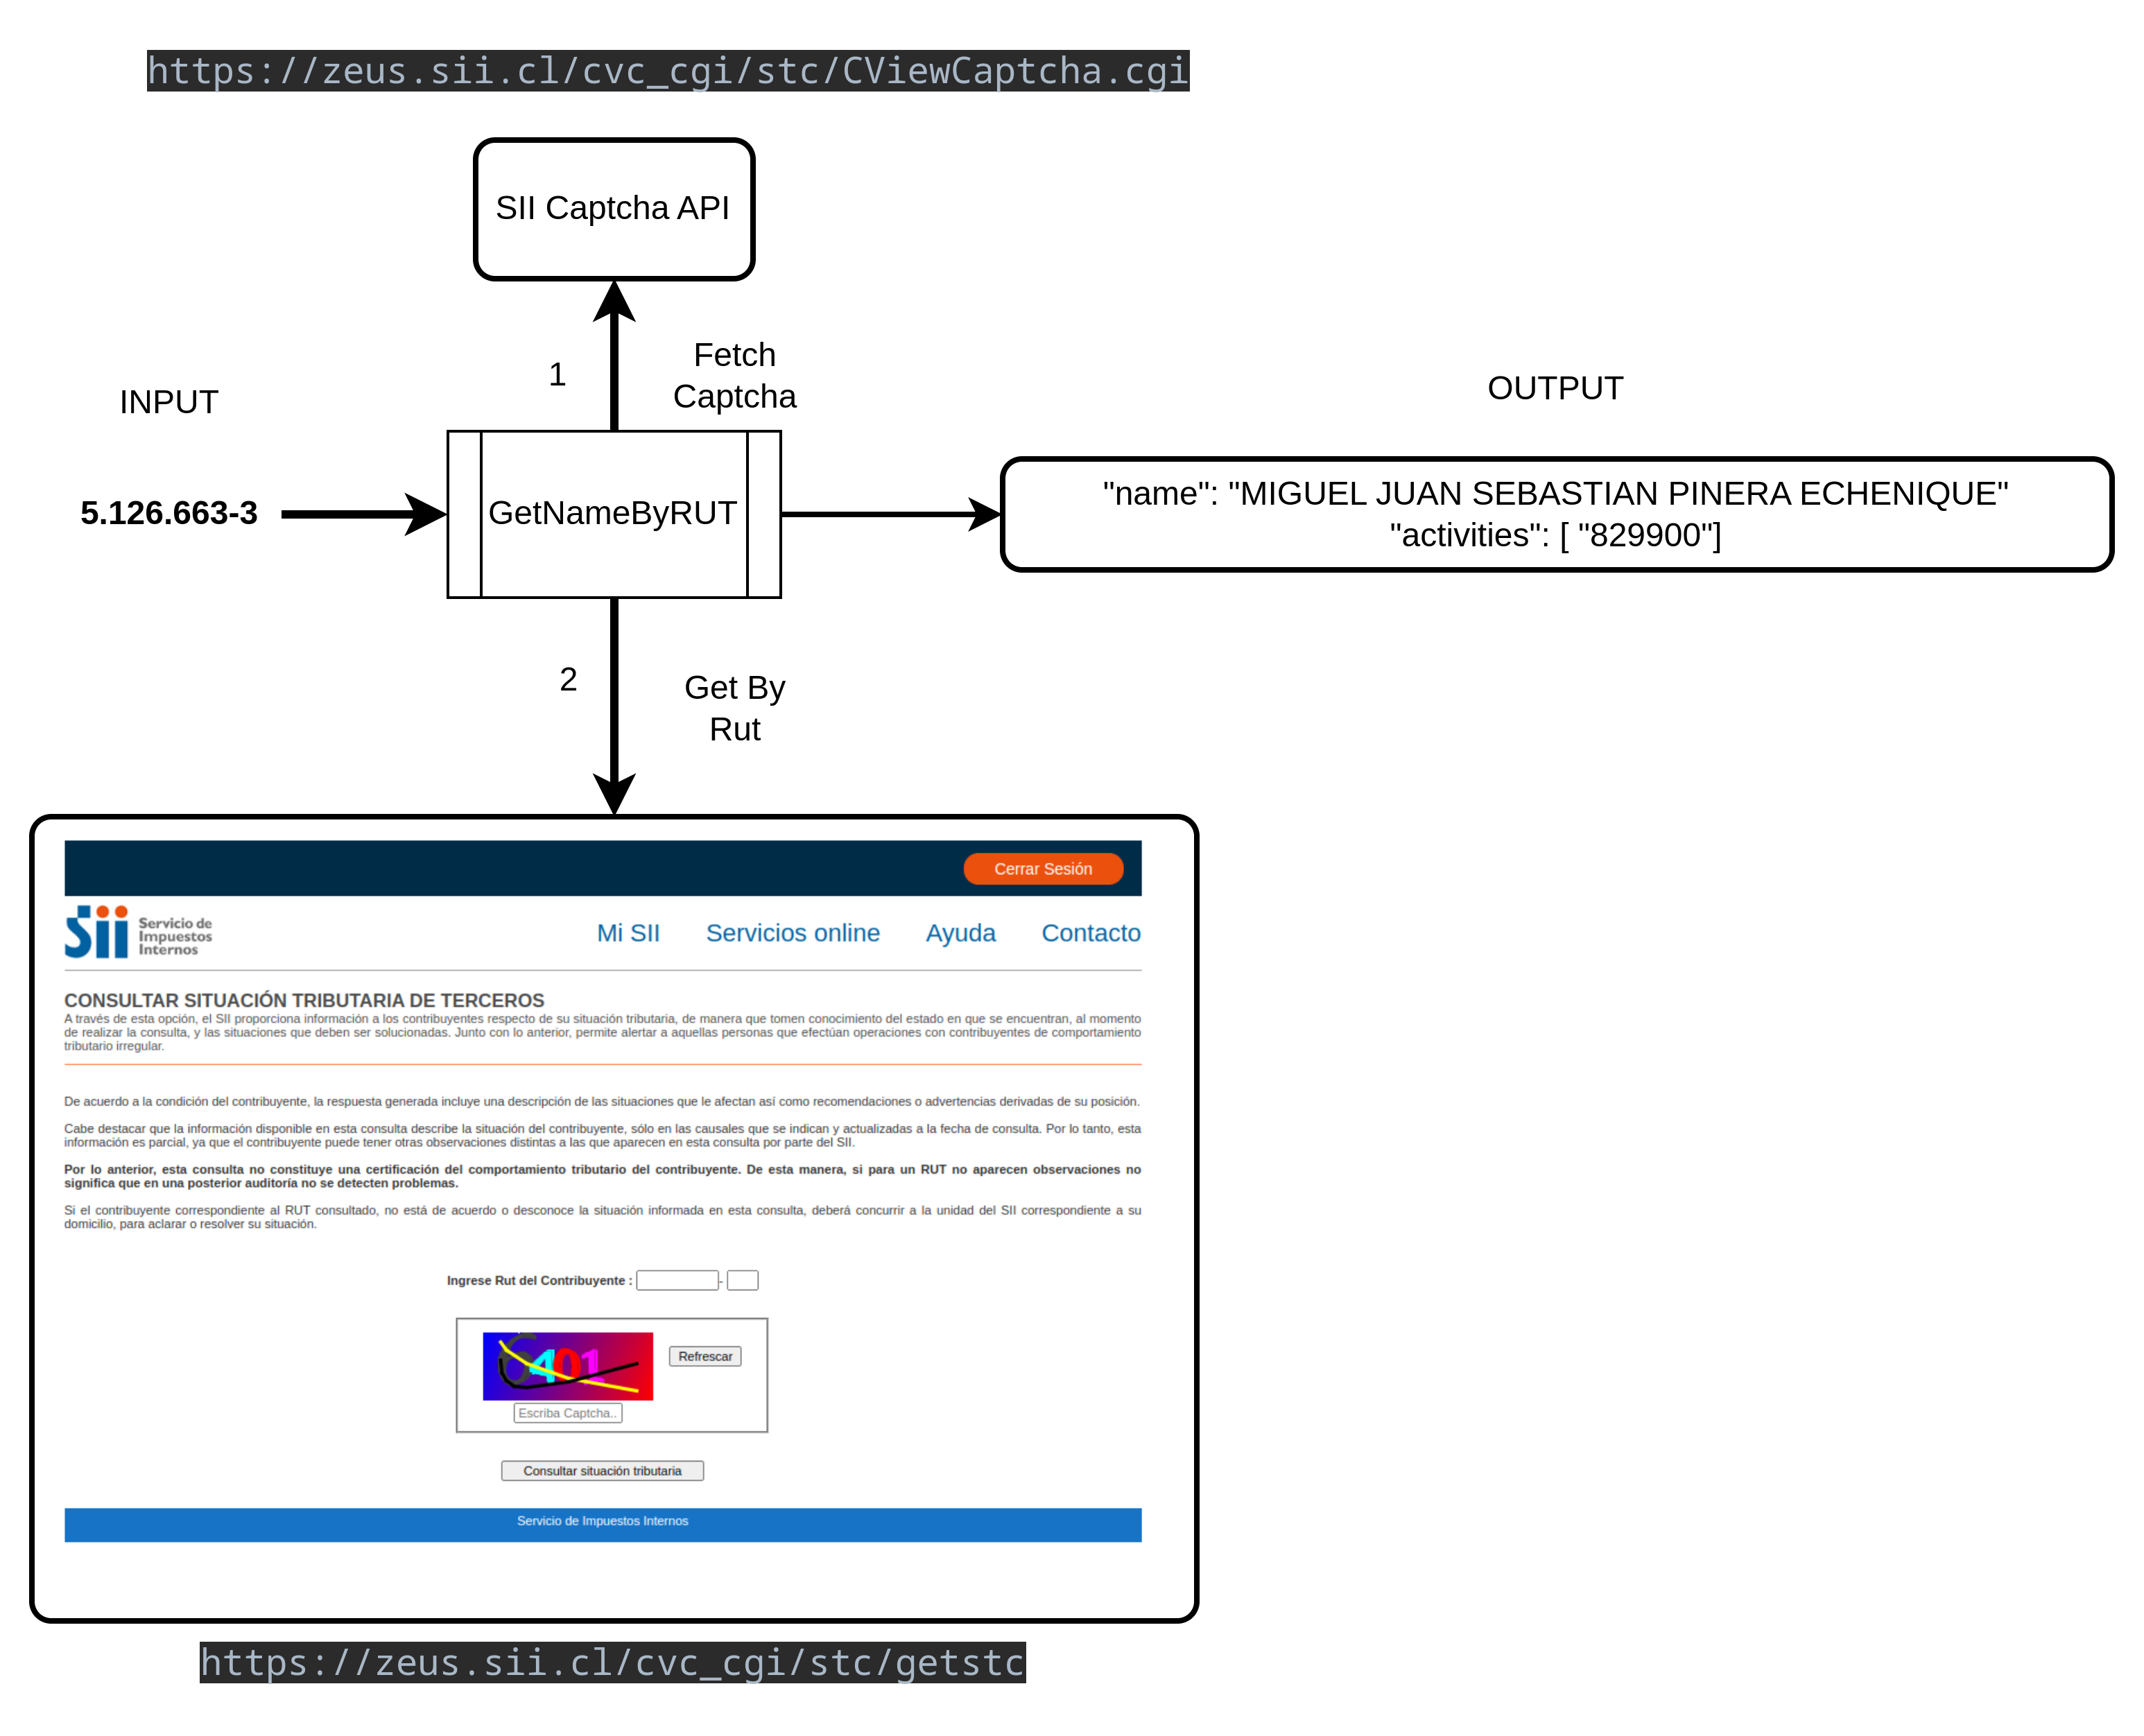 https://zeus.sii.cl/cvc_cgi/stc/CViewCaptcha.cgi
SII Captcha API
1
Fetch
Captcha
INPUT
OUTPUT
5.126.663-3
GetNameByRUT
"name": "MIGUEL JUAN SEBASTIAN PINERA ECHENIQUE"
"activities": [ "829900"]
2
Get By
Rut
Cerrar Sesión
Sii
Servicio de
Impuestos
Internos
Mi SII Servicios online Ayuda Contacto
CONSULTAR SITUACIÓN TRIBUTARIA DE TERCEROS
A través de esta opción, el SII proporciona información a los contribuyentes respecto de su situación tributaria, de manera que tomen conocimiento del estado en que se encuentran, al momento
de realizar la consulta, y las situaciones que deben ser solucionadas. Junto con lo anterior, permite alertar a aquellas personas que efectúan operaciones con contribuyentes de comportamiento
tributario irregular.
De acuerdo a la condición del contribuyente, la respuesta generada incluye una descripción de las situaciones que le afectan así como recomendaciones o advertencias derivadas de su posición.
Cabe destacar que la información disponible en esta consulta describe la situación del contribuyente, sólo en las causales que se indican y actualizadas a la fecha de consulta. Por lo tanto, esta
información es parcial, ya que el contribuyente puede tener otras observaciones distintas a las que aparecen en esta consulta por parte del SII.
Por lo anterior, esta consulta no constituye una certificación del comportamiento tributario del contribuyente. De esta manera, si para un RUT no aparecen observaciones no
significa que en una posterior auditoría no se detecten problemas.
Si el contribuyente correspondiente al RUT consultado, no está de acuerdo o desconoce la situación informada en esta consulta, deberá concurrir a la unidad del SII correspondiente a su
domicilio, para aclarar o resolver su situación.
Ingrese Rut del Contribuyente : -
6401
Refrescar
Escriba Captcha..
Consultar situación tributaria
Servicio de Impuestos Internos
https://zeus.sii.cl/cvc_cgi/stc/getstc